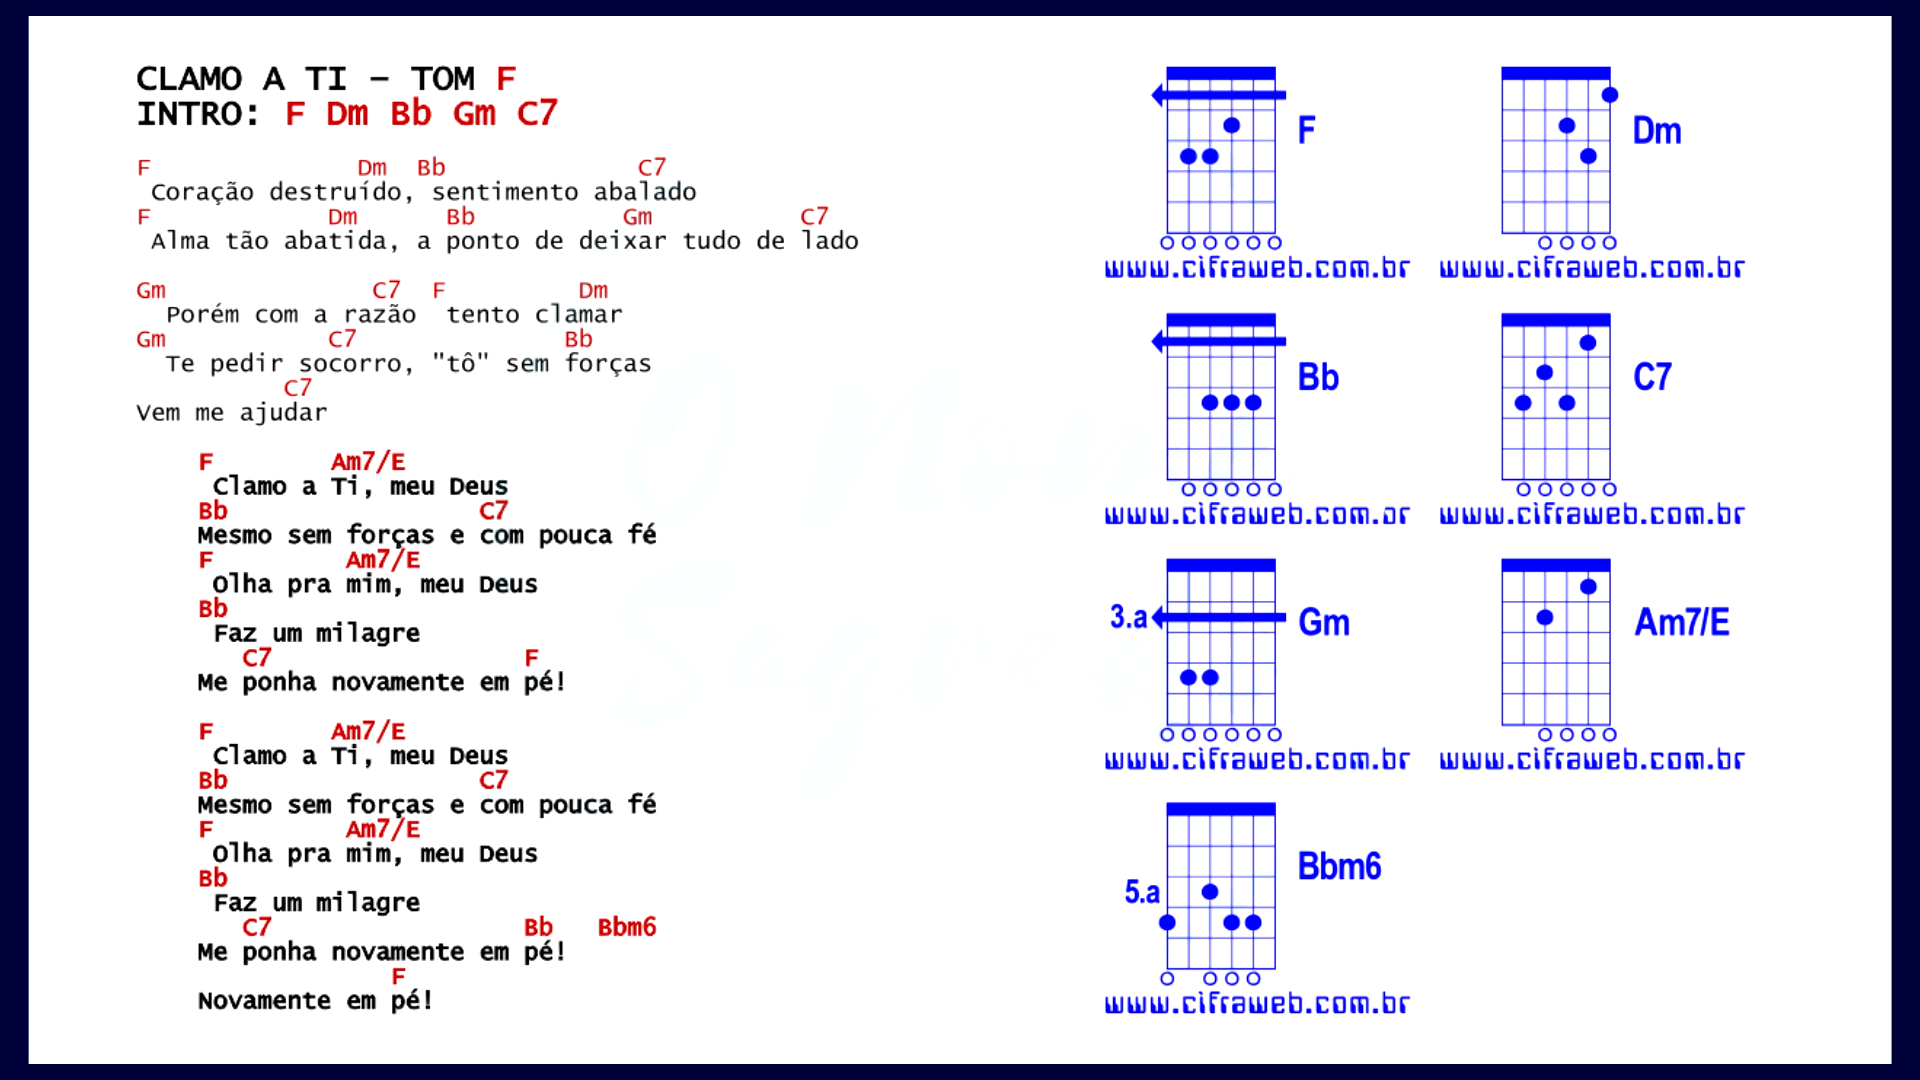 CLAMO A TI – TOM F
INTRO: F Dm Bb Gm C7
F Dm Bb C7
Coração destruído, sentimento abalado
F Dm Bb Gm C7
Alma tão abatida, a ponto de deixar tudo de lado
Gm C7 F Dm
Porém com a razão tento clamar
Gm C7 Bb
Te pedir socorro, "tô" sem forças
C7
Vem me ajudar
F Am7/E
Clamo a Ti, meu Deus
Bb C7
Mesmo sem forças e com pouca fé
F Am7/E
Olha pra mim, meu Deus
Bb
Faz um milagre
C7 F
Me ponha novamente em pé!
F Am7/E
Clamo a Ti, meu Deus
Bb C7
Mesmo sem forças e com pouca fé
F Am7/E
Olha pra mim, meu Deus
Bb
Faz um milagre
C7 Bb Bbm6
Me ponha novamente em pé!
F
Novamente em pé!
F
www.cifraweb.com.br
Dm
www.cifraweb.com.br
Bb
www.cifraweb.com.br
C7
www.cifraweb.com.br
3.a Gm
www.cifraweb.com.br
Am7/E
www.cifraweb.com.br
5.a Bbm6
www.cifraweb.com.br